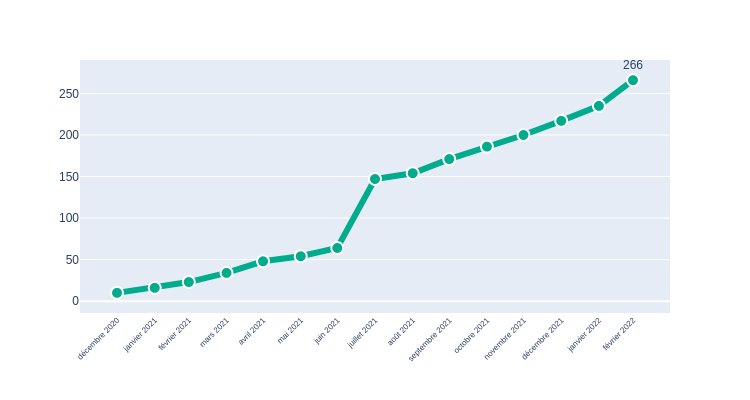 266
250
200
150
100
50
0
décembre 2020
janvier 2021
février 2021
mars 2021
avril 2021
mai 2021
juin 2021
juillet 2021
août 2021
septembre 2021
octobre 2021
novembre 2021
décembre 2021
janvier 2022
février 2022